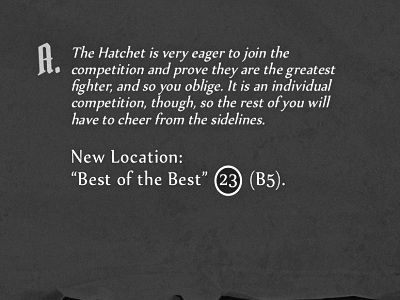 A. The Hatchet is very eager to join the
competition and prove they are the greatest
fighter, and so you oblige. It is an individual
competition, though, so the rest of you will
have to cheer from the sidelines.
New Location:
“Best of the Best” 23 (B5).